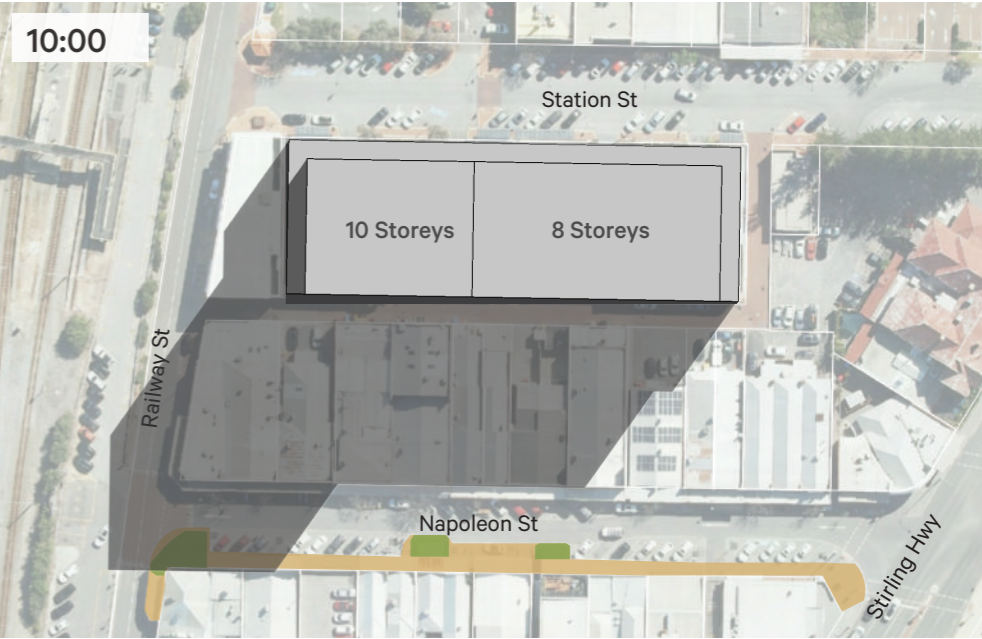 10:00
Station St
10 Storeys
8 Storeys
Railway St
Napoleon St
Stirling Hwy